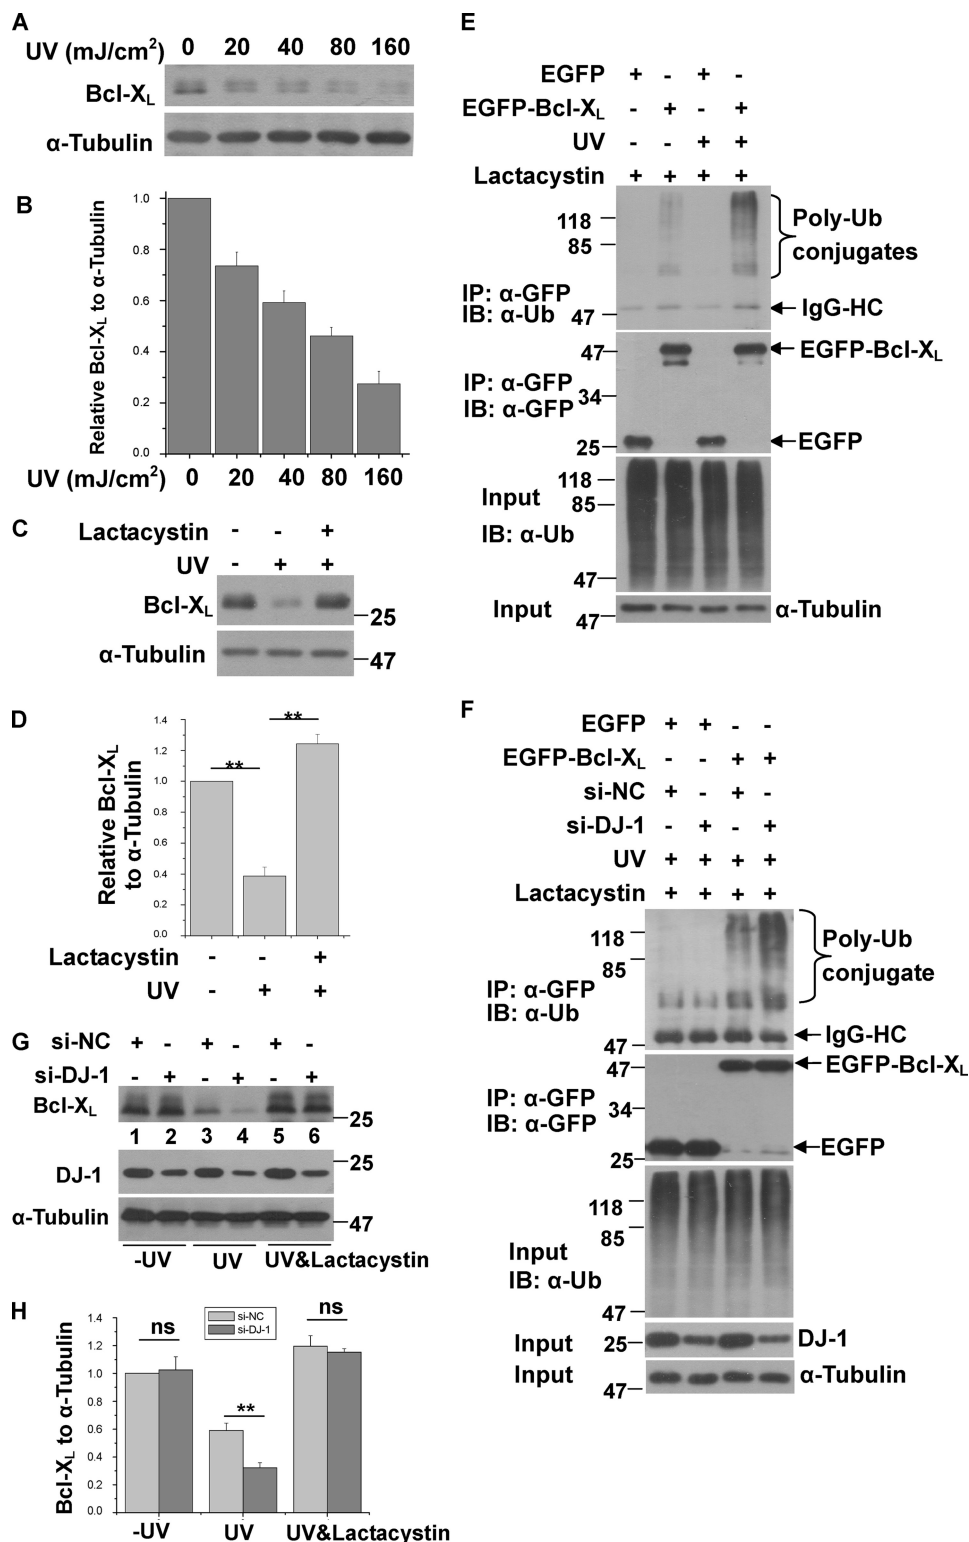 A
UV (mJ/cm²) 0 20 40 80 160
Bcl-XL
α-Tubulin
B
Relative Bcl-XL to α-Tubulin
1.0
0.8
0.6
0.4
0.2
0.0
UV (mJ/cm²) 0 20 40 80 160
C
Lactacystin - - +
UV - + +
Bcl-XL
25
α-Tubulin
47
D
Relative Bcl-XL
to α-Tubulin
1.4
1.2
1.0
0.8
0.6
0.4
0.2
0.0
**
**
Lactacystin - - +
UV - + +
G
si-NC + - + - + -
si-DJ-1 - + - + - +
Bcl-XL
25
1 2 3 4 5 6
DJ-1
25
α-Tubulin
47
-UV UV UV&Lactacystin
H
Bcl-XL to α-Tubulin
1.4
1.2
1.0
0.8
0.6
0.4
0.2
0.0
si-NC
si-DJ-1
ns
**
ns
-UV UV UV&Lactacystin
E
EGFP + - + -
EGFP-Bcl-XL - + - +
UV - - + +
Lactacystin + + + +
118
85
47
IP: α-GFP
IB: α-Ub
Poly-Ub
conjugates
IgG-HC
47
34
25
IP: α-GFP
IB: α-GFP
EGFP-Bcl-XL
EGFP
118
85
47
Input
IB: α-Ub
Input
47
α-Tubulin
F
EGFP + + - -
EGFP-Bcl-XL - - + +
si-NC + - + -
si-DJ-1 - + - +
UV + + + +
Lactacystin + + + +
118
85
47
IP: α-GFP
IB: α-Ub
Poly-Ub
conjugate
IgG-HC
47
34
25
IP: α-GFP
IB: α-GFP
EGFP-Bcl-XL
EGFP
118
85
47
Input
IB: α-Ub
Input 25 DJ-1
Input
47
α-Tubulin